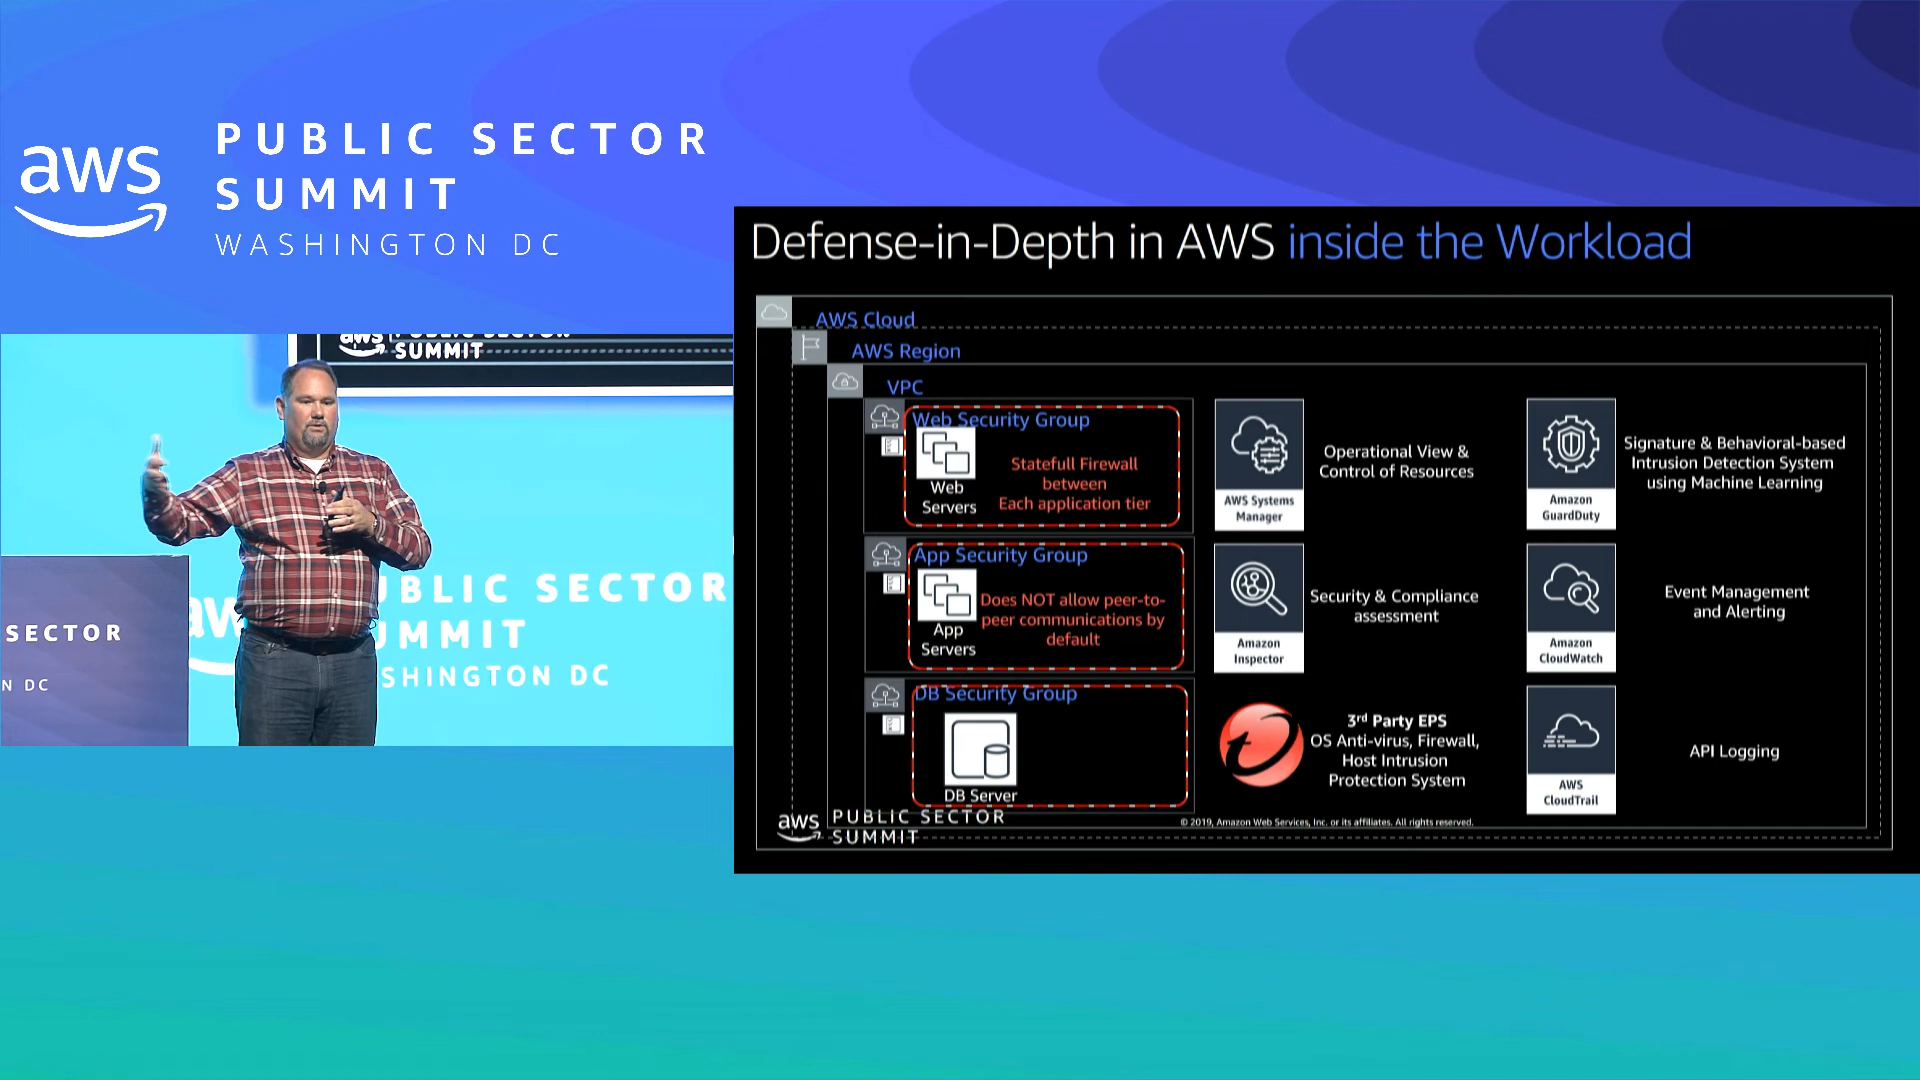 aws
PUBLIC SECTOR
SUMMIT
WASHINGTON DC
aws
SUMMIT
SECTOR
N DC
aw
UBLIC SECTOR
UMMIT
SHINGTON DC
Defense-in-Depth in AWS inside the Workload
AWS Cloud
AWS Region
VPC
Web Security Group
Web
Servers
Statefull Firewall
between
Each application tier
App Security Group
App
Servers
Does NOT allow peer-to-
peer communications by
default
DB Security Group
DB Server
AWS Systems
Manager
Operational View &
Control of Resources
Amazon
GuardDuty
Signature & Behavioral-based
Intrusion Detection System
using Machine Learning
Amazon
Inspector
Security & Compliance
assessment
Amazon
CloudWatch
Event Management
and Alerting
3rd Party EPS
OS Anti-virus, Firewall,
Host Intrusion
Protection System
AWS
CloudTrail
API Logging
aws
PUBLIC SECTOR
SUMMIT
© 2019, Amazon Web Services, Inc. or its affiliates. All rights reserved.